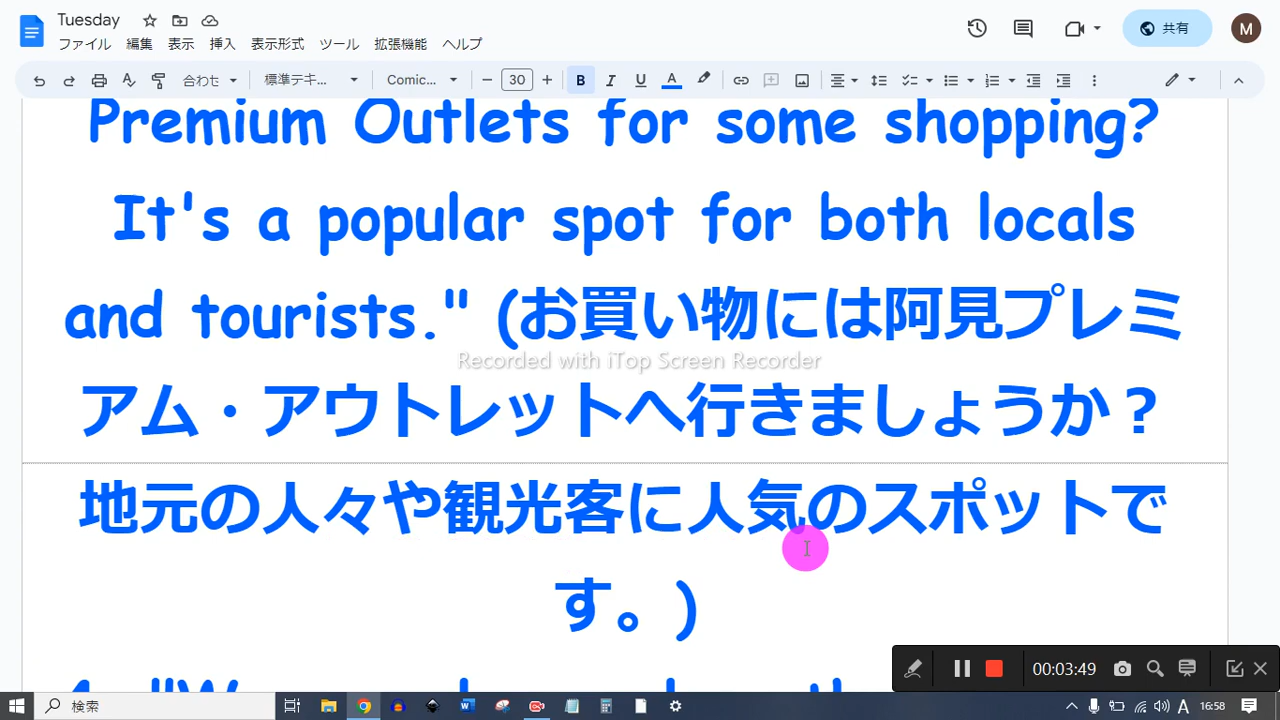 Tuesday
ファイル 編集 表示 挿入 表示形式 ツール 拡張機能 ヘルプ
共有
M
合わせ 標準テキ... Comic... 30 B I U A
Premium Outlets for some shopping?
It's a popular spot for both locals
and tourists." (お買い物には阿見プレミ
Recorded with iTop Screen Recorder
アム・アウトレットへ行きましょうか？
地元の人々や観光客に人気のスポットで
す。)
00:03:49
検索
A 16:58